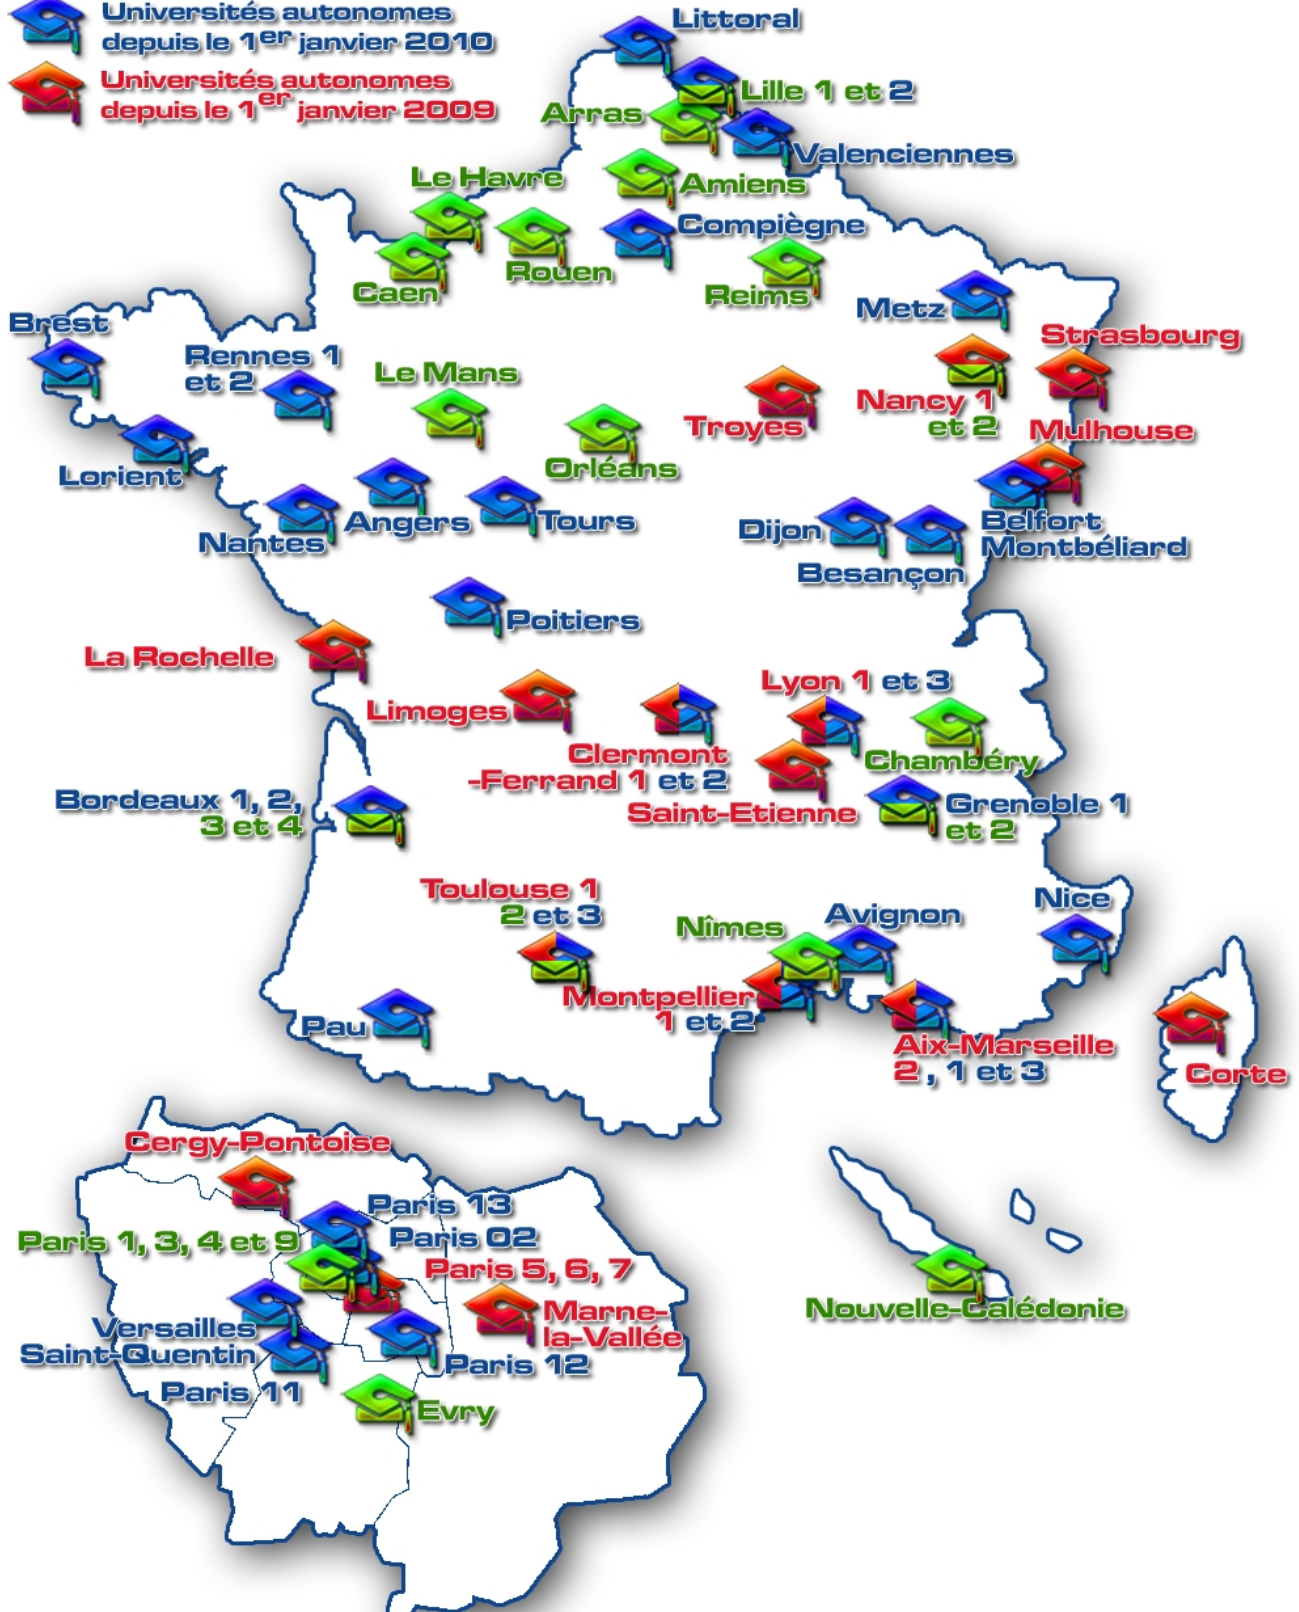 Universités autonomes
depuis le 1er janvier 2010
Universités autonomes
depuis le 1er janvier 2009
Littoral
Lille 1 et 2
Arras
Valenciennes
Le Havre
Amiens
Compiègne
Rouen
Caen
Reims
Metz
Brest
Strasbourg
Rennes 1
et 2
Le Mans
Nancy 1
et 2
Troyes
Mulhouse
Orléans
Lorient
Angers
Tours
Nantes
Dijon
Belfort
Montbéliard
Besançon
Poitiers
La Rochelle
Lyon 1 et 3
Limoges
Clermont
-Ferrand 1 et 2
Chambéry
Saint-Etienne
Bordeaux 1, 2,
3 et 4
Grenoble 1
et 2
Toulouse 1
2 et 3
Nice
Avignon
Nîmes
Montpellier
1 et 2
Pau
Aix-Marseille
2 , 1 et 3
Corte
Cergy-Pontoise
Paris 13
Paris 1, 3, 4 et 9
Paris 02
Paris 5, 6, 7
Marne-
la-Vallée
Nouvelle-Calédonie
Versailles
Saint-Quentin
Paris 12
Paris 11
Evry